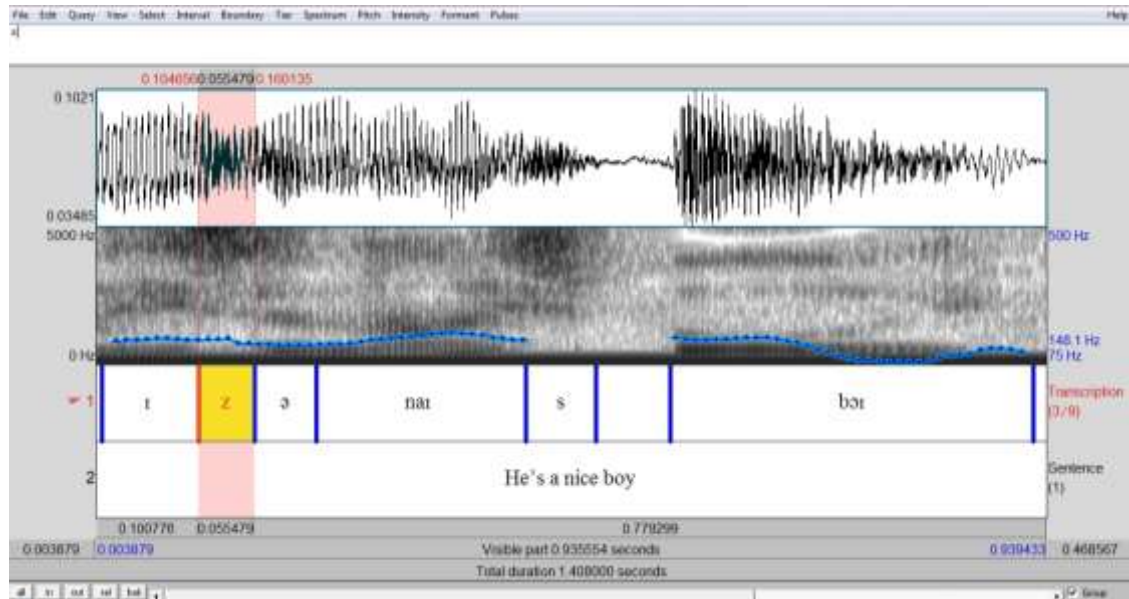 File Edit Query View Select Interval Boundary Tier Spectrum Pitch Intensity Formant Pulses Help
z
0.104656 0.055479 0.160135
0.1021
0.03485
5000 Hz 500 Hz
148.1 Hz
0 Hz 75 Hz
1 ɪ z ə naɪ s bɔɪ Transcription
(3/9)
2 He's a nice boy Sentence
(1)
0.100776 0.055479 0.779299
0.003879 0.003879 Visible part 0.935554 seconds 0.939433 0.468567
Total duration 1.408000 seconds
all in out sel bak Group